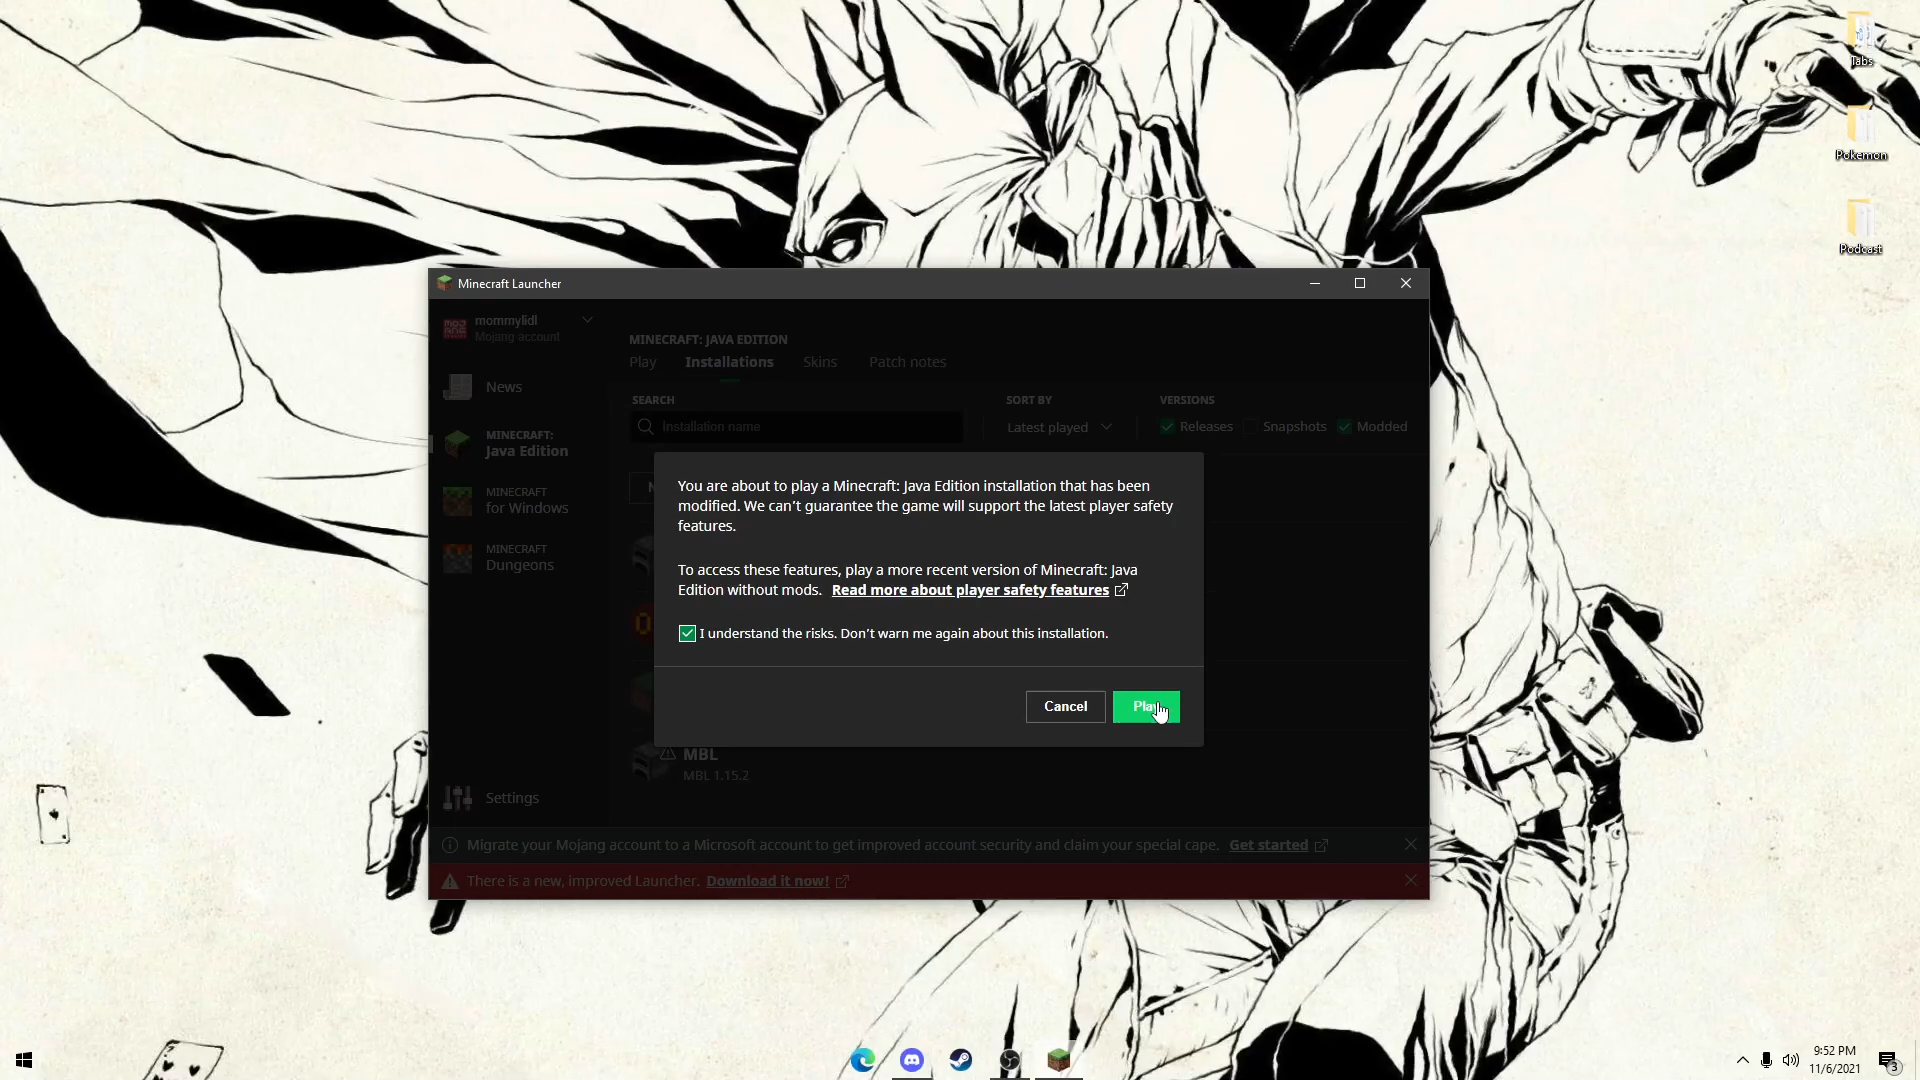 Tabs
Pokemon
Podcast
Minecraft Launcher
mommylidl
Mojang account
News
MINECRAFT:
Java Edition
MINECRAFT
for Windows
MINECRAFT
Dungeons
Settings
MINECRAFT: JAVA EDITION
Play Installations Skins Patch notes
SEARCH SORT BY VERSIONS
Installation name Latest played Releases Snapshots Modded
You are about to play a Minecraft: Java Edition installation that has been
modified. We can't guarantee the game will support the latest player safety
features.
To access these features, play a more recent version of Minecraft: Java
Edition without mods. Read more about player safety features
I understand the risks. Don't warn me again about this installation.
Cancel Play
MBL
MBL 1.15.2
Migrate your Mojang account to a Microsoft account to get improved account security and claim your special cape. Get started
There is a new, improved Launcher. Download it now!
9:52 PM
11/6/2021
3